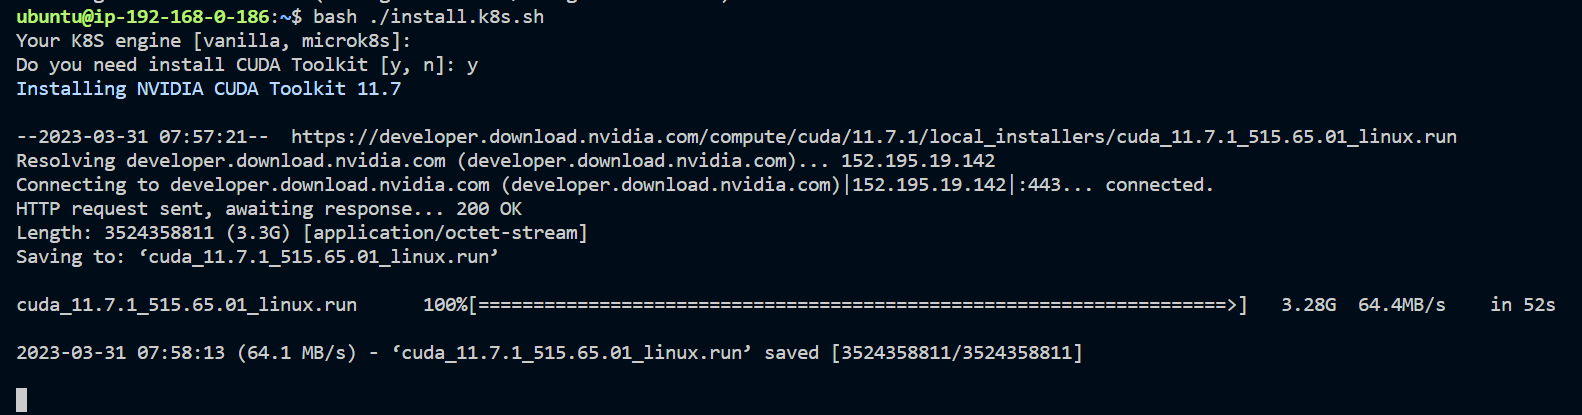 ubuntu@ip-192-168-0-186:~$ bash ./install.k8s.sh
Your K8S engine [vanilla, microk8s]:
Do you need install CUDA Toolkit [y, n]: y
Installing NVIDIA CUDA Toolkit 11.7
--2023-03-31 07:57:21--  https://developer.download.nvidia.com/compute/cuda/11.7.1/local_installers/cuda_11.7.1_515.65.01_linux.run
Resolving developer.download.nvidia.com (developer.download.nvidia.com)... 152.195.19.142
Connecting to developer.download.nvidia.com (developer.download.nvidia.com)|152.195.19.142|:443... connected.
HTTP request sent, awaiting response... 200 OK
Length: 3524358811 (3.3G) [application/octet-stream]
Saving to: ‘cuda_11.7.1_515.65.01_linux.run’
cuda_11.7.1_515.65.01_linux.run      100%[====================================================================>]   3.28G  64.4MB/s    in 52s
2023-03-31 07:58:13 (64.1 MB/s) - ‘cuda_11.7.1_515.65.01_linux.run’ saved [3524358811/3524358811]